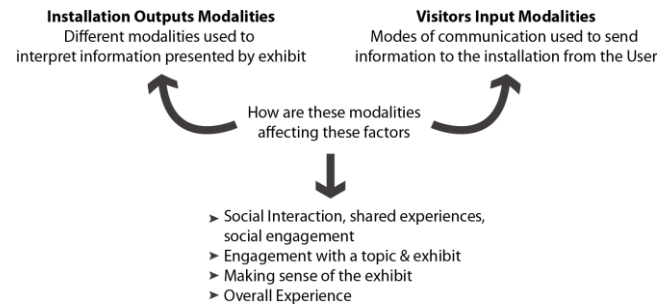 Installation Outputs Modalities
Different modalities used to
interpret information presented by exhibit
Visitors Input Modalities
Modes of communication used to send
information to the installation from the User
How are these modalities
affecting these factors
➤ Social Interaction, shared experiences,
social engagement
➤ Engagement with a topic & exhibit
➤ Making sense of the exhibit
➤ Overall Experience